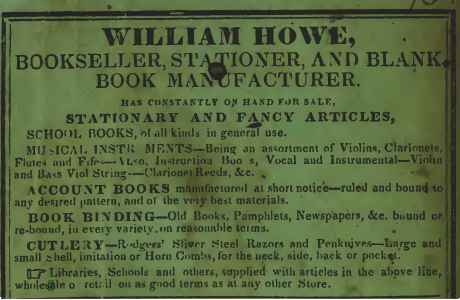 WILLIAM HOWE,
BOOKSELLER, STATIONER, AND BLANK
BOOK MANUFACTURER.
HAS CONSTANTLY ON HAND FOR SALE,
STATIONARY AND FANCY ARTICLES,
SCHOOL BOOKS, of all kinds in general use.
MUSICAL INSTRUMENTS—Being an assortment of Violins, Clarionets,
Flutes and Fifes—Also, Instruction Books, Vocal and Instrumental—Violin
and Bass Viol Strings—Clarionet Reeds, &c.
ACCOUNT BOOKS manufactured at short notice—ruled and bound to
any desired pattern, and of the very best materials.
BOOK BINDING—Old Books, Pamphlets, Newspapers, &c. bound or
re-bound, in every variety, on reasonable terms.
CUTLERY—Rodgers' Silver Steel Razors and Penknives—Large and
small Shell, imitation or Horn Combs, for the neck, side, back or pocket.
☞ Libraries, Schools and others, supplied with articles in the above line,
wholesale or retail on as good terms as at any other Store.